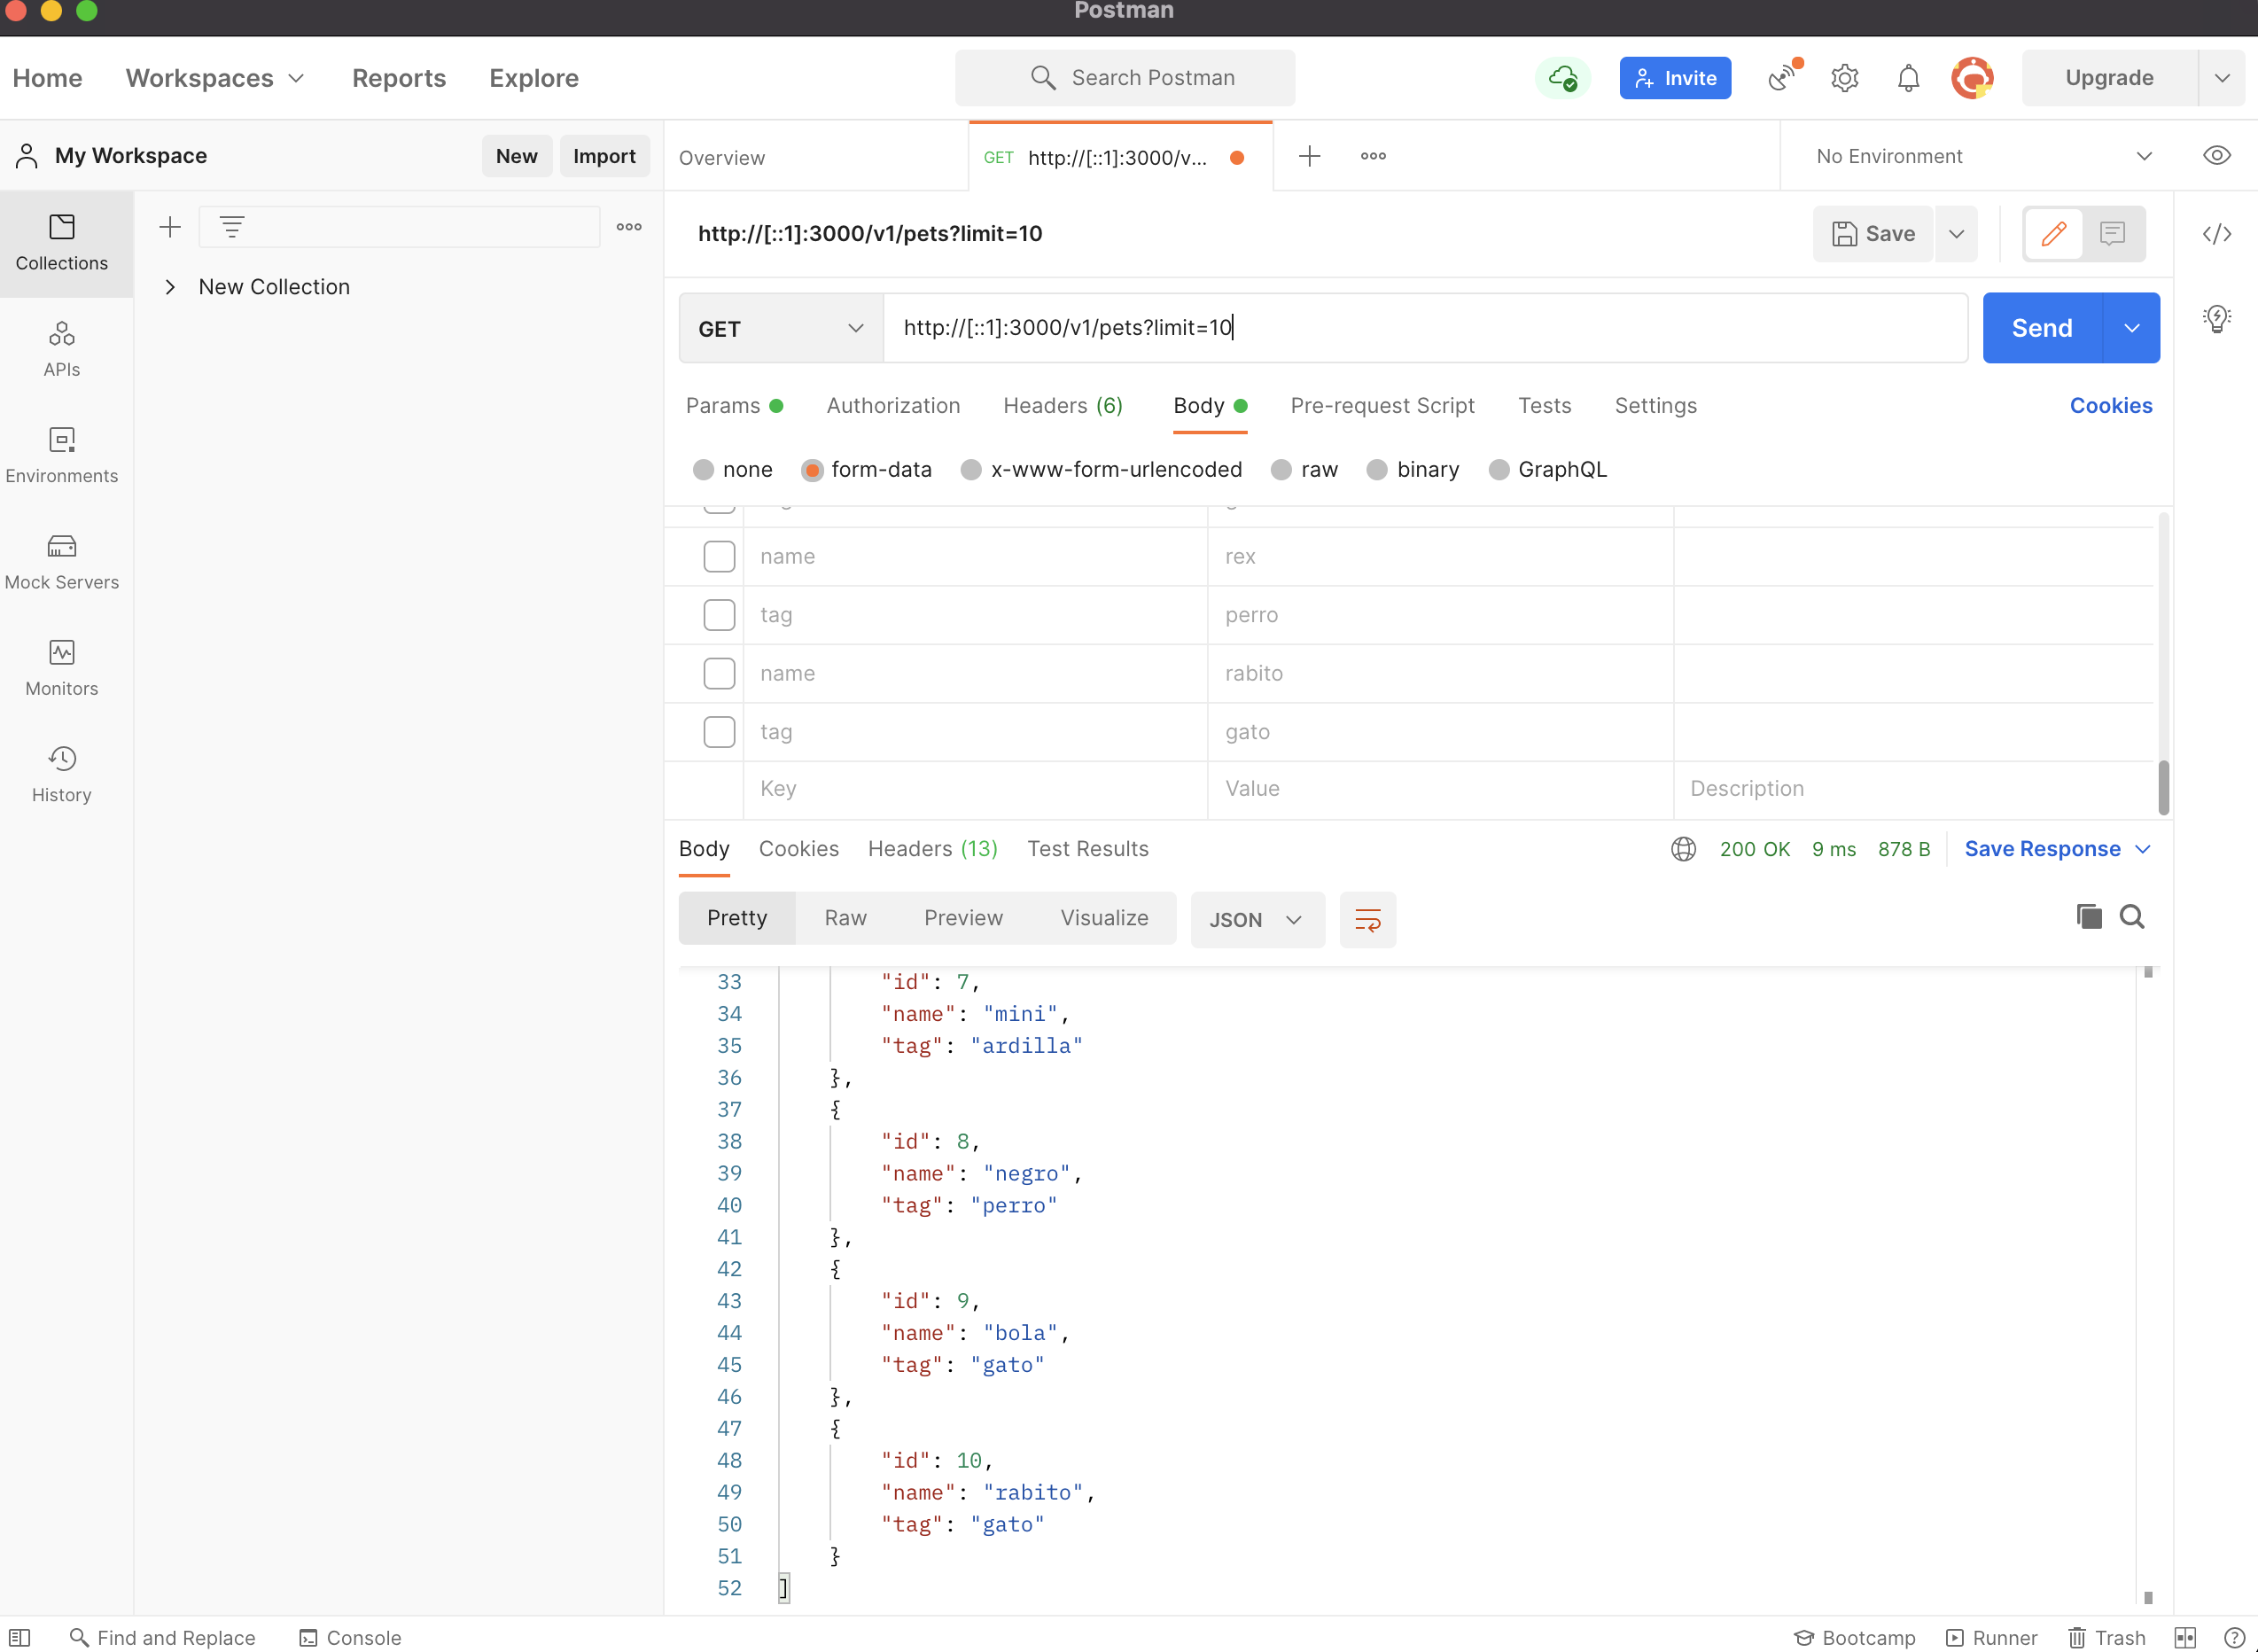 Postman
Home Workspaces Reports Explore Search Postman Invite Upgrade
My Workspace New Import Overview GET http://[::1]:3000/v... No Environment
Collections
APIs
Environments
Mock Servers
Monitors
History
New Collection
http://[::1]:3000/v1/pets?limit=10 Save
GET http://[::1]:3000/v1/pets?limit=10 Send
Params Authorization Headers (6) Body Pre-request Script Tests Settings Cookies
none form-data x-www-form-urlencoded raw binary GraphQL
name rex
tag perro
name rabito
tag gato
Key Value Description
Body Cookies Headers (13) Test Results 200 OK 9 ms 878 B Save Response
Pretty Raw Preview Visualize JSON
33 "id": 7,
34 "name": "mini",
35 "tag": "ardilla"
36 },
37 {
38 "id": 8,
39 "name": "negro",
40 "tag": "perro"
41 },
42 {
43 "id": 9,
44 "name": "bola",
45 "tag": "gato"
46 },
47 {
48 "id": 10,
49 "name": "rabito",
50 "tag": "gato"
51 }
52 ]
Find and Replace Console Bootcamp Runner Trash